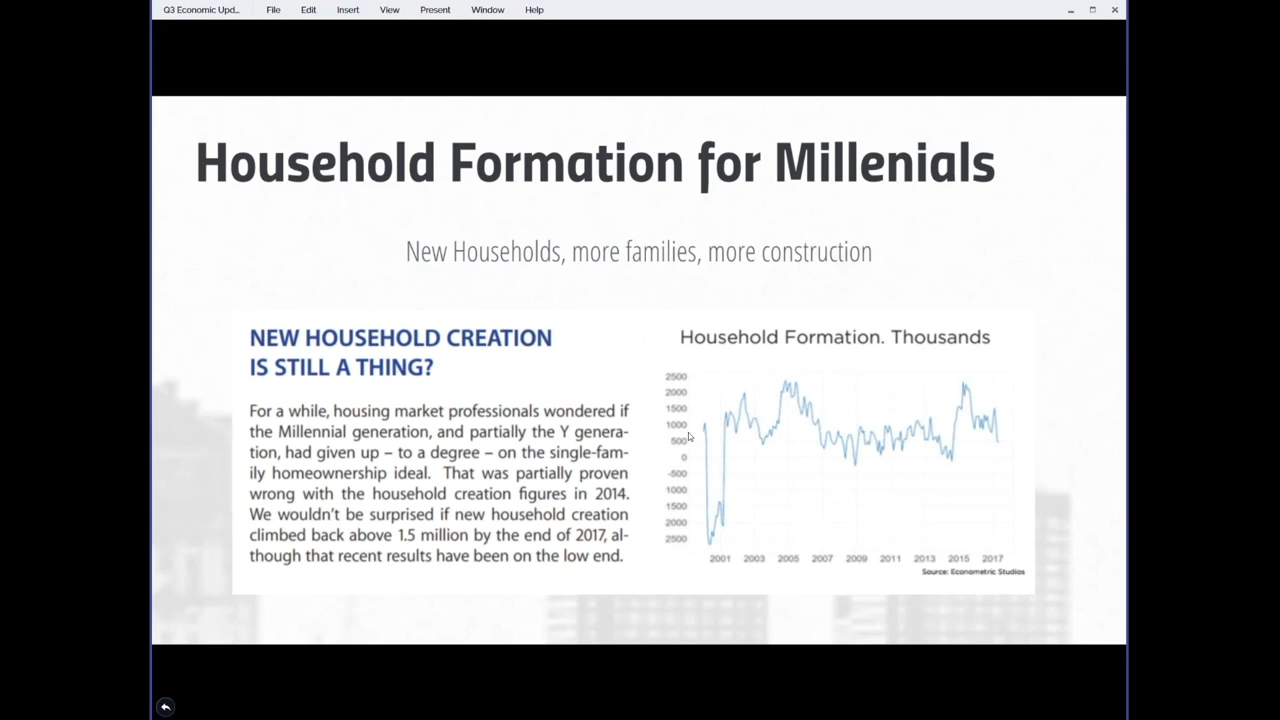 Q3 Economic Upd...
File Edit Insert View Present Window Help
Household Formation for Millenials
New Households, more families, more construction
NEW HOUSEHOLD CREATION
IS STILL A THING?
For a while, housing market professionals wondered if
the Millennial generation, and partially the Y genera-
tion, had given up – to a degree – on the single-fam-
ily homeownership ideal. That was partially proven
wrong with the household creation figures in 2014.
We wouldn't be surprised if new household creation
climbed back above 1.5 million by the end of 2017, al-
though that recent results have been on the low end.
Household Formation. Thousands
2500
2000
1500
1000
500
0
-500
1000
1500
2000
2500
2001 2003 2005 2007 2009 2011 2013 2015 2017
Source: Econometric Studios